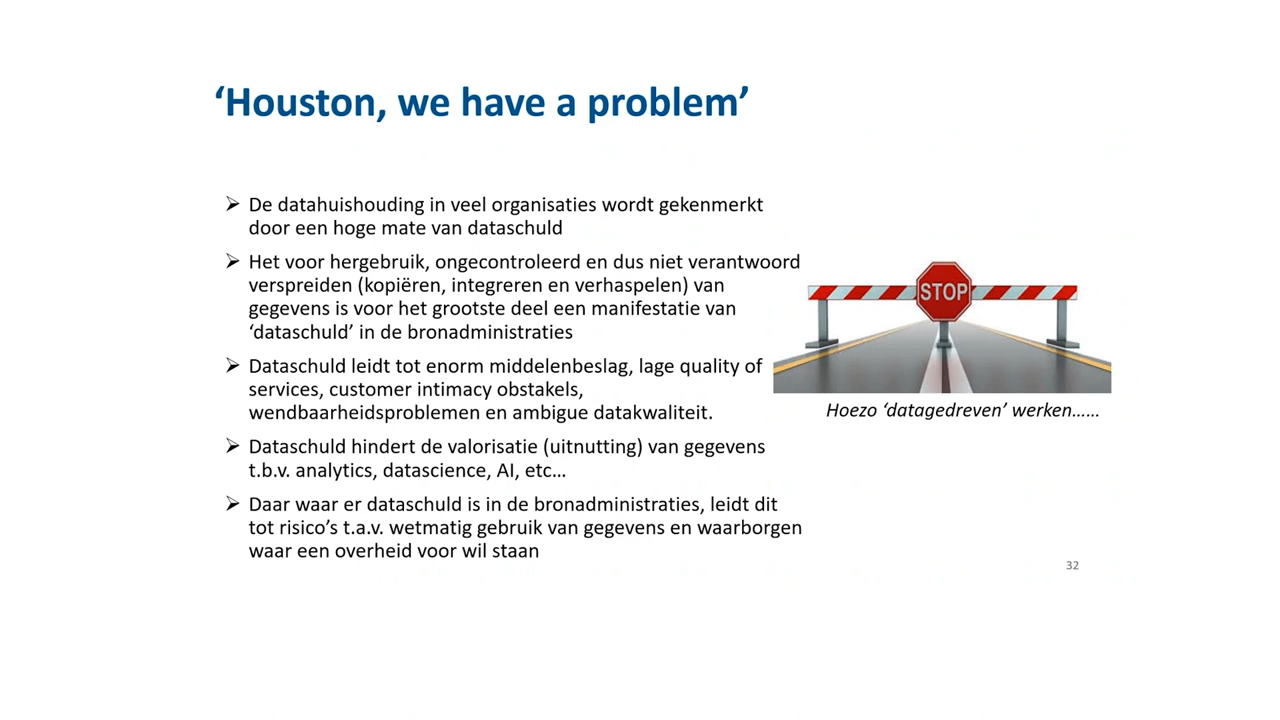 ‘Houston, we have a problem’
➢ De datahuishouding in veel organisaties wordt gekenmerkt
door een hoge mate van dataschuld
➢ Het voor hergebruik, ongecontroleerd en dus niet verantwoord
verspreiden (kopiëren, integreren en verhaspelen) van
gegevens is voor het grootste deel een manifestatie van
‘dataschuld’ in de bronadministraties
➢ Dataschuld leidt tot enorm middelenbeslag, lage quality of
services, customer intimacy obstakels,
wendbaarheidsproblemen en ambigue datakwaliteit.
➢ Dataschuld hindert de valorisatie (uitnutting) van gegevens
t.b.v. analytics, datascience, AI, etc…
➢ Daar waar er dataschuld is in de bronadministraties, leidt dit
tot risico’s t.a.v. wetmatig gebruik van gegevens en waarborgen
waar een overheid voor wil staan
STOP
Hoezo ‘datagedreven’ werken……
32